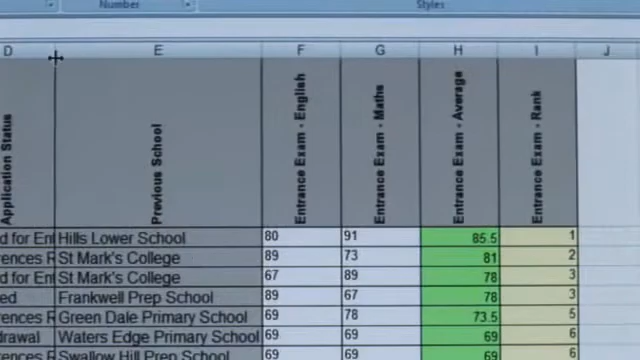 Number Styles
D E F G H I J
Application Status Previous School Entrance Exam - English Entrance Exam - Maths Entrance Exam - Average Entrance Exam - Rank
d for Ent Hills Lower School 80 91 85.5 1
rences R St Mark's College 89 73 81 2
d for Ent St Mark's College 67 89 78 3
ed Frankwell Prep School 89 67 78 3
rences R Green Dale Primary School 69 78 73.5 5
drawal Waters Edge Primary School 69 69 69 6
rences R Swallow Hill Prep School 69 69 69 6